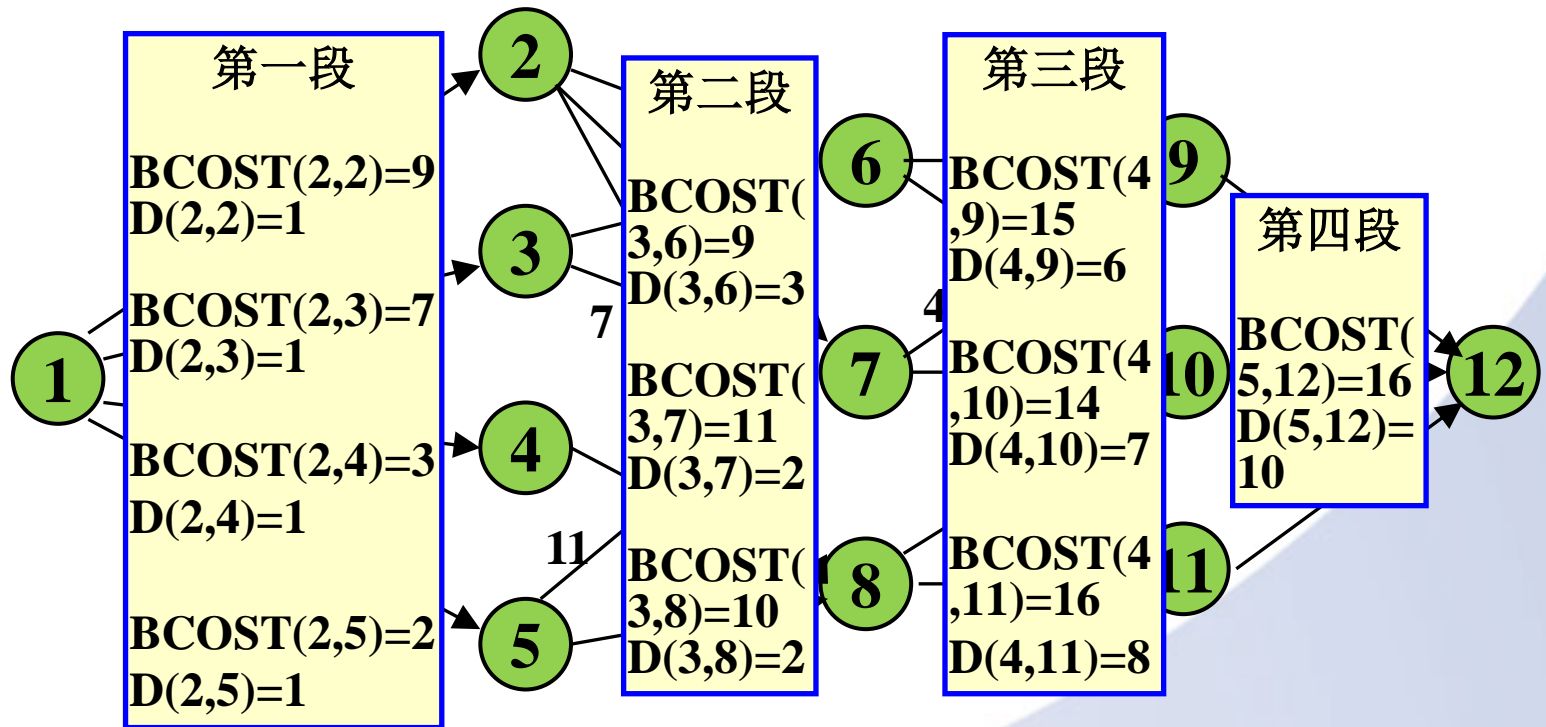 1
第一段
BCOST(2,2)=9
D(2,2)=1
BCOST(2,3)=7
D(2,3)=1
BCOST(2,4)=3
D(2,4)=1
BCOST(2,5)=2
D(2,5)=1
2
3
4
5
7
11
第二段
BCOST(
3,6)=9
D(3,6)=3
BCOST(
3,7)=11
D(3,7)=2
BCOST(
3,8)=10
D(3,8)=2
6
7
8
4
第三段
BCOST(4
,9)=15
D(4,9)=6
BCOST(4
,10)=14
D(4,10)=7
BCOST(4
,11)=16
D(4,11)=8
9
10
11
第四段
BCOST(
5,12)=16
D(5,12)=
10
12